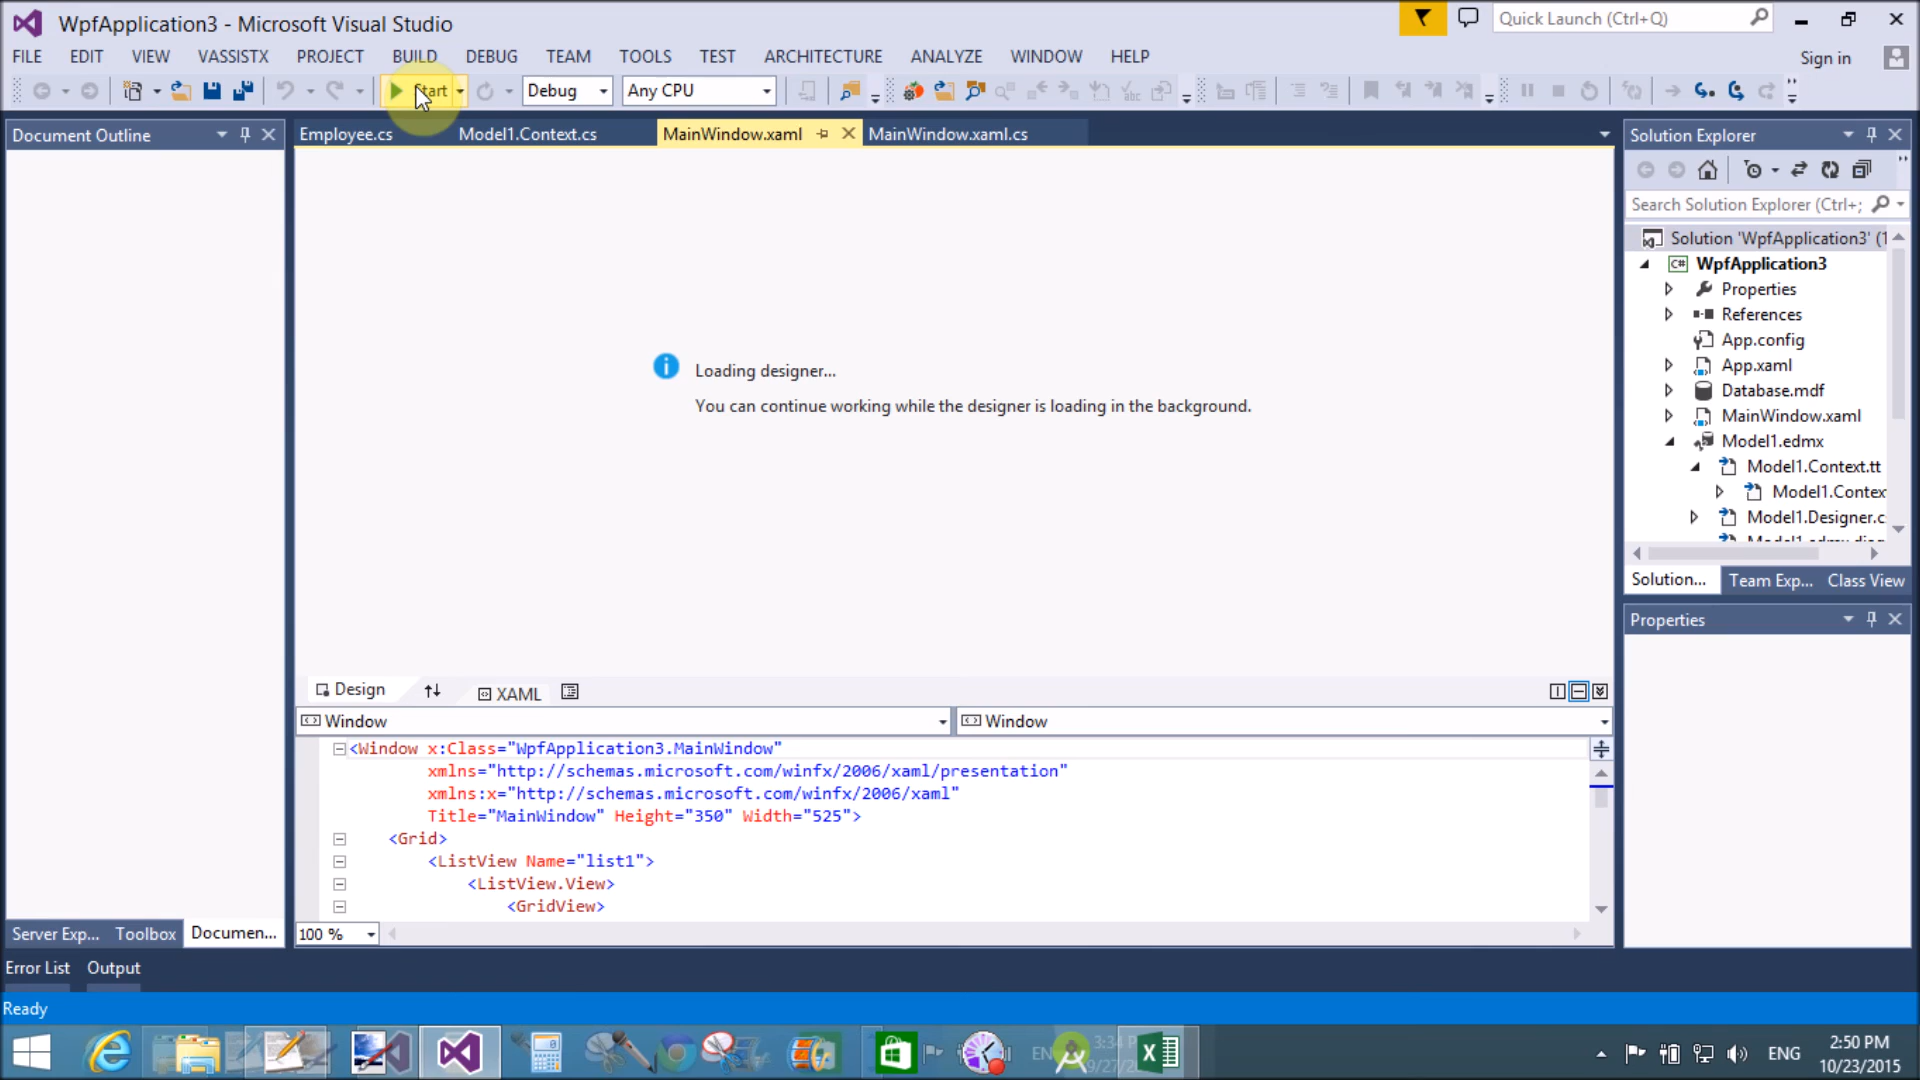 WpfApplication3 - Microsoft Visual Studio
Quick Launch (Ctrl+Q)
FILE EDIT VIEW VASSISTX PROJECT BUILD DEBUG TEAM TOOLS TEST ARCHITECTURE ANALYZE WINDOW HELP
Sign in
Start Debug Any CPU
Document Outline
Employee.cs Model1.Context.cs MainWindow.xaml MainWindow.xaml.cs
Solution Explorer
Search Solution Explorer (Ctrl+;
Solution 'WpfApplication3' (1
WpfApplication3
Properties
References
App.config
App.xaml
Database.mdf
MainWindow.xaml
Model1.edmx
Model1.Context.tt
Model1.Contex
Model1.Designer.c
Solution... Team Exp... Class View
Properties
Loading designer...
You can continue working while the designer is loading in the background.
Design XAML
Window Window
<Window x:Class="WpfApplication3.MainWindow"
xmlns="http://schemas.microsoft.com/winfx/2006/xaml/presentation"
xmlns:x="http://schemas.microsoft.com/winfx/2006/xaml"
Title="MainWindow" Height="350" Width="525">
<Grid>
<ListView Name="list1">
<ListView.View>
<GridView>
100 %
Server Exp... Toolbox Documen...
Error List Output
Ready
ENG
2:50 PM
10/23/2015